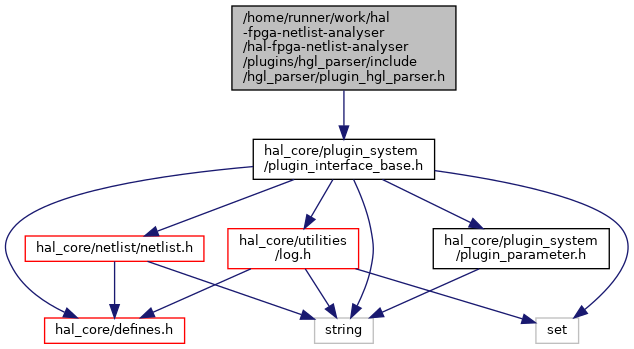 /home/runner/work/hal
-fpga-netlist-analyser
/hal-fpga-netlist-analyser
/plugins/hgl_parser/include
/hgl_parser/plugin_hgl_parser.h
hal_core/plugin_system
/plugin_interface_base.h
hal_core/netlist/netlist.h
hal_core/utilities
/log.h
hal_core/plugin_system
/plugin_parameter.h
hal_core/defines.h
string
set